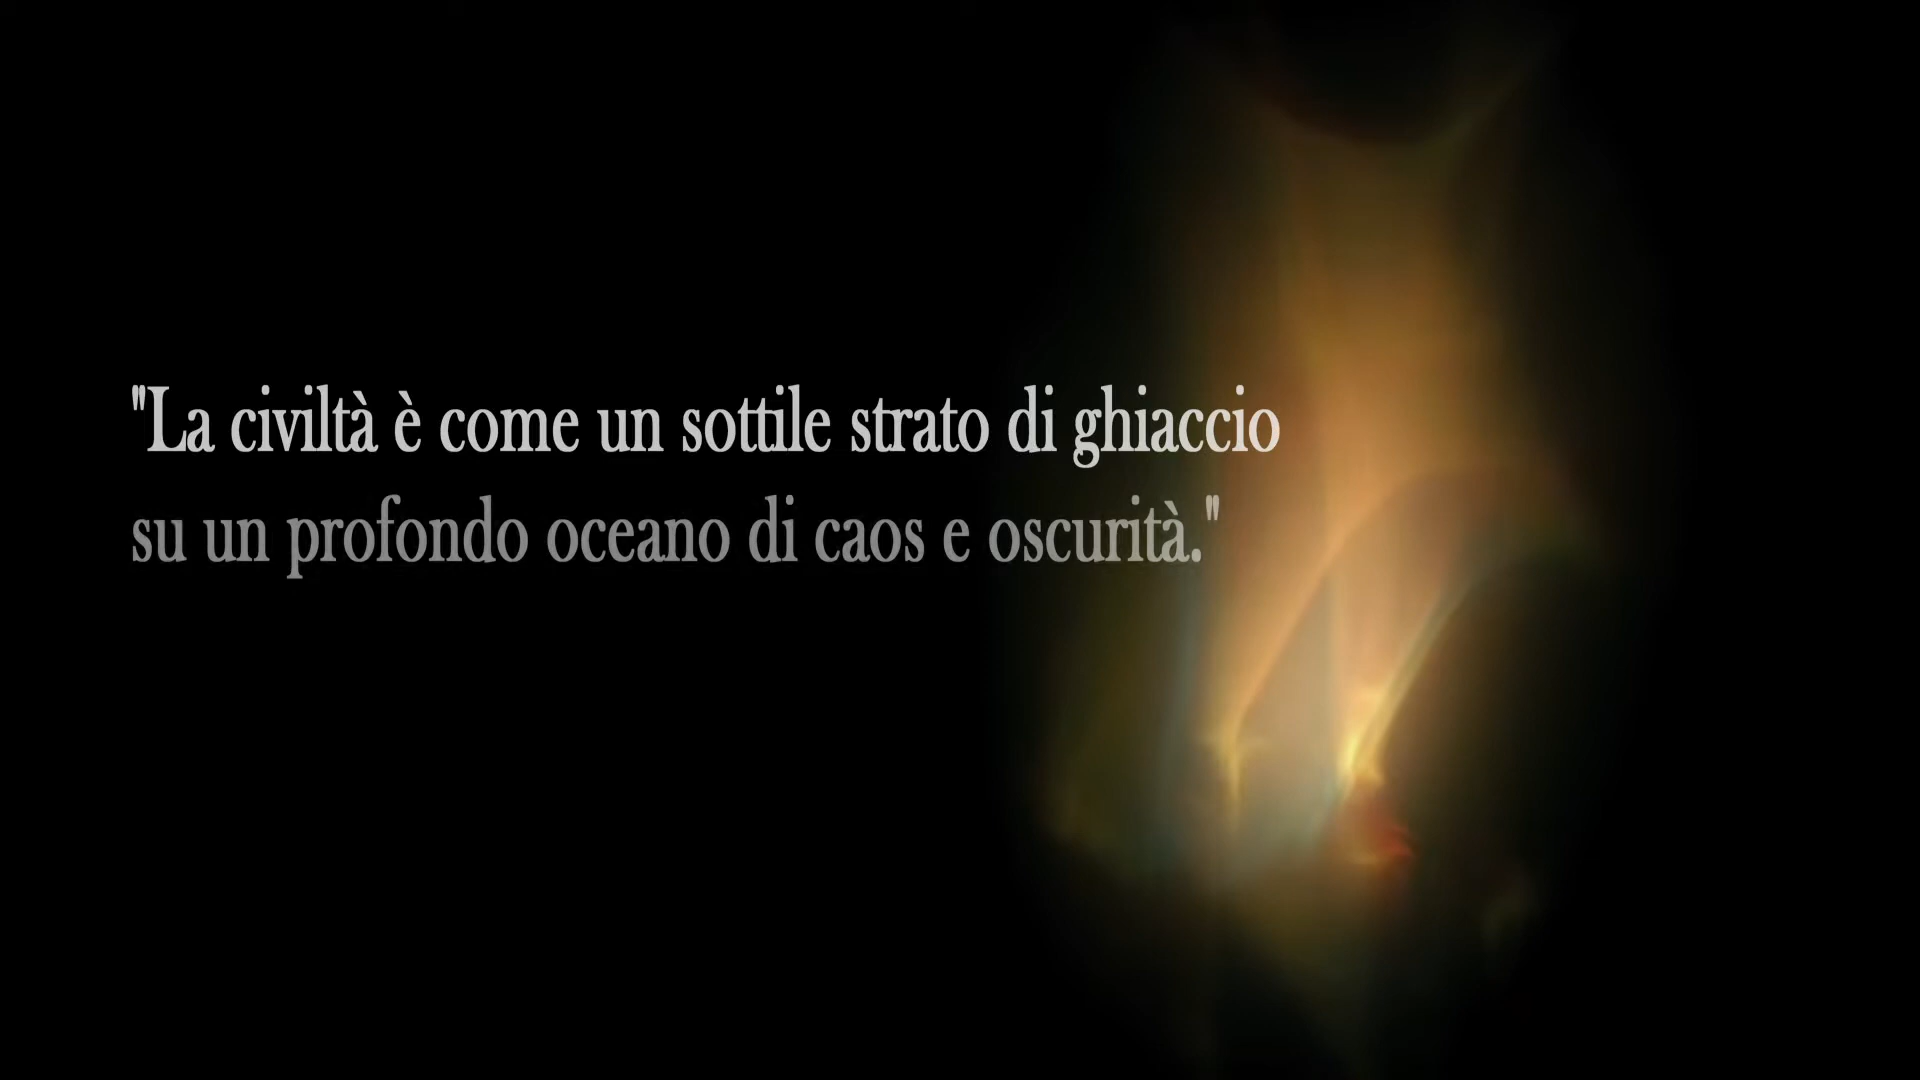 "La civiltà è come un sottile strato di ghiaccio
su un profondo oceano di caos e oscurità."